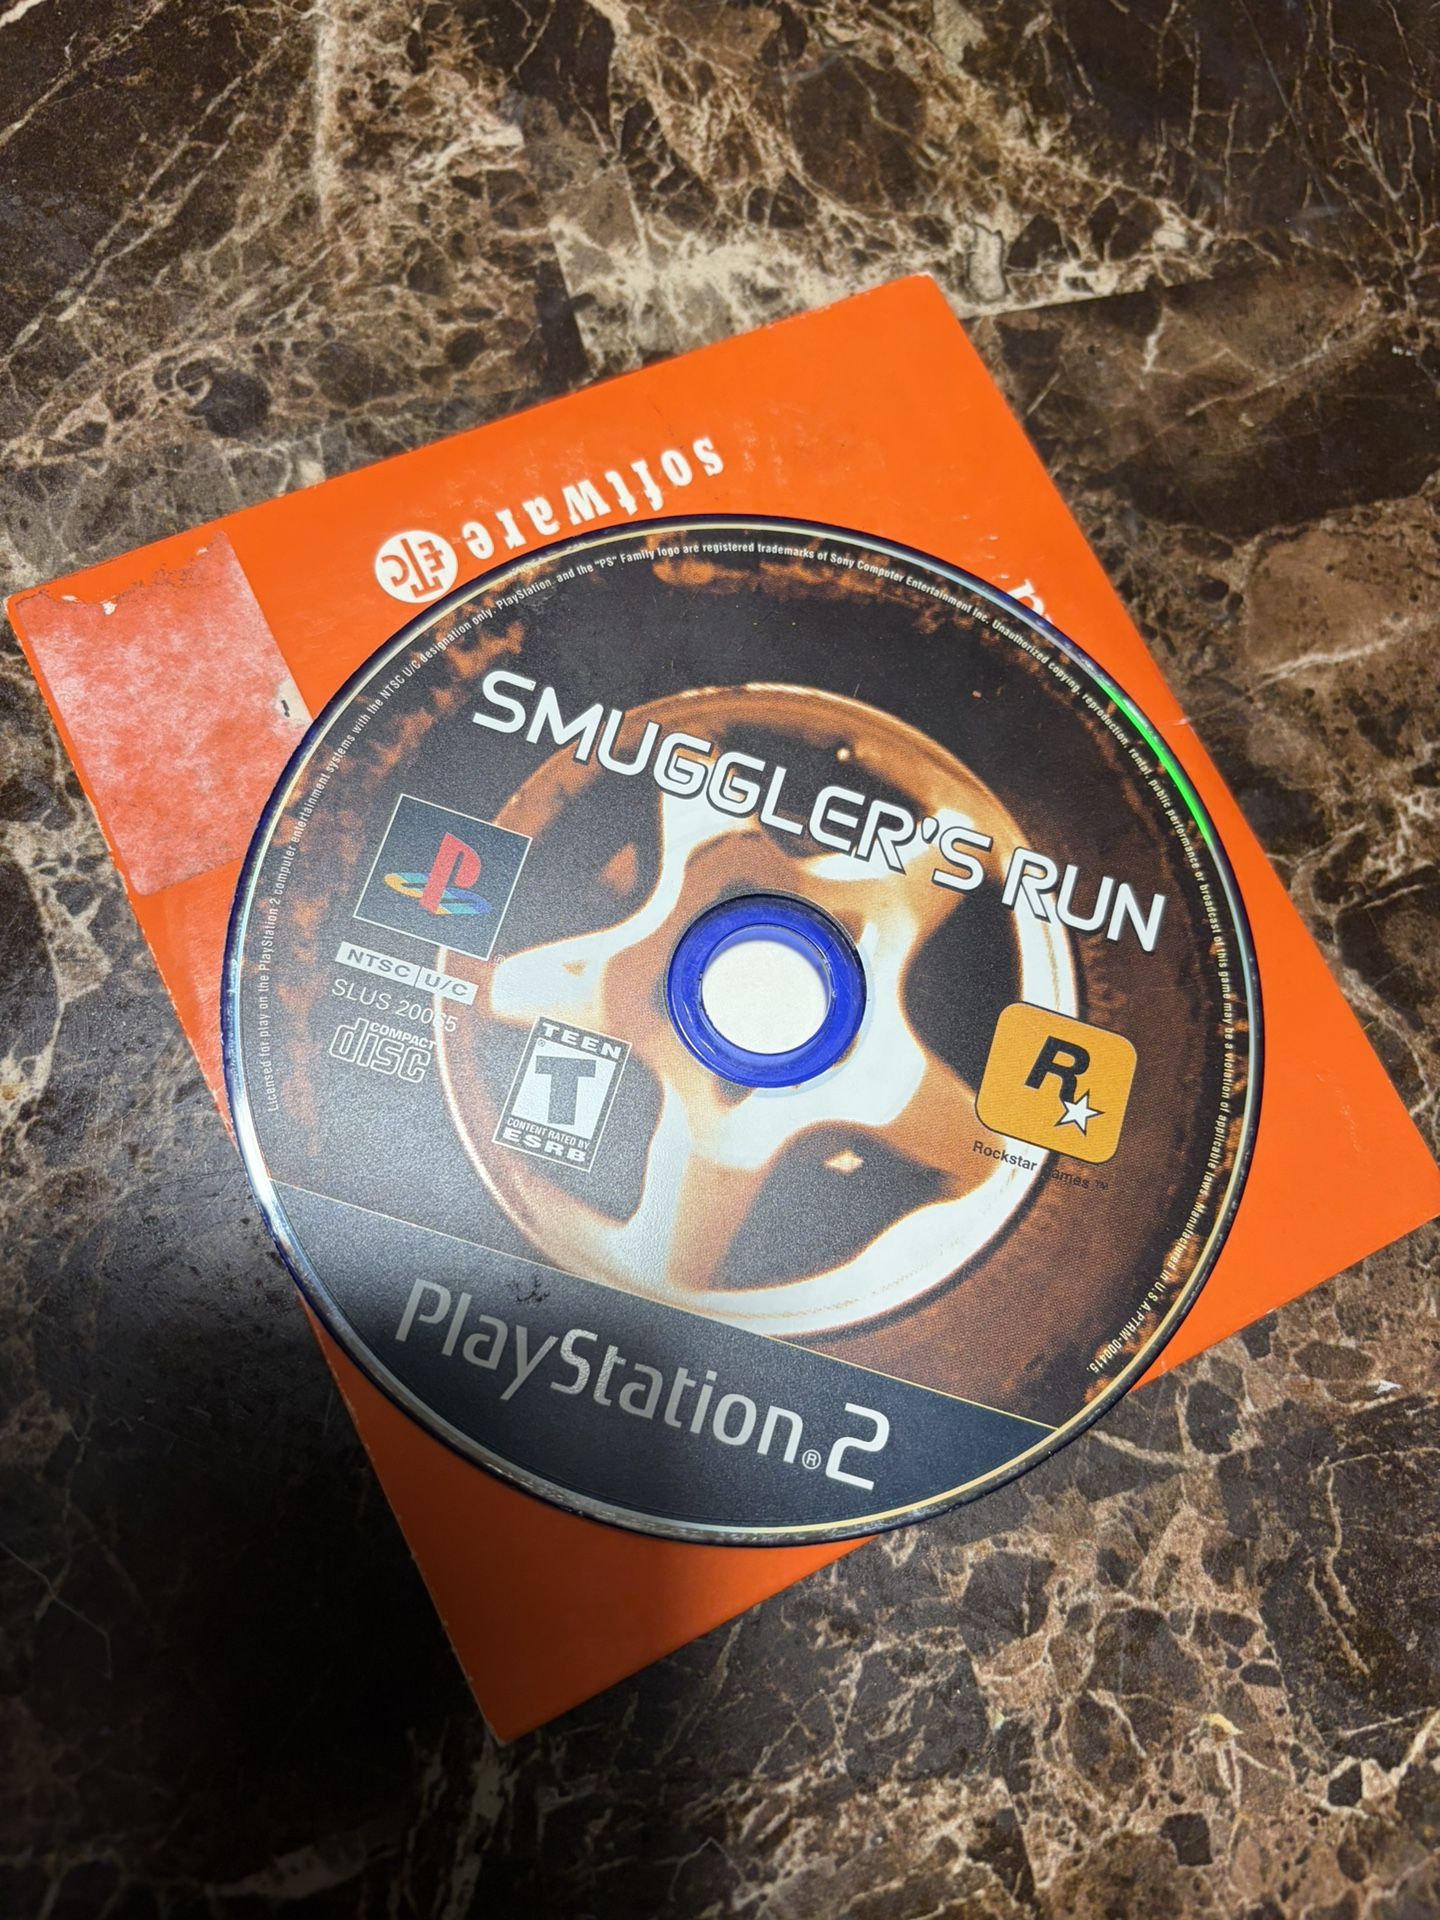 software ETC
SMUGGLER'S RUN
NTSC U/C
SLUS 20065
COMPACT
disc
TEEN
T
CONTENT RATED BY
ESRB
R
Rockstar Games ™
PlayStation®2
Licensed for play on the PlayStation 2 computer entertainment systems with the NTSC U/C designation only. PlayStation and the "PS" Family logo are registered trademarks of Sony Computer Entertainment Inc. Unauthorized copying, reproduction, rental, public performance or broadcast of this game may be a violation of applicable laws. Manufactured in U.S.A. PTRM-000415.